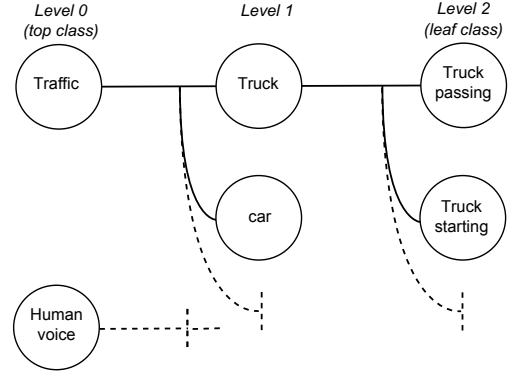 Level 0
(top class)
Level 1
Level 2
(leaf class)
Traffic
Truck
Truck
passing
car
Truck
starting
Human
voice